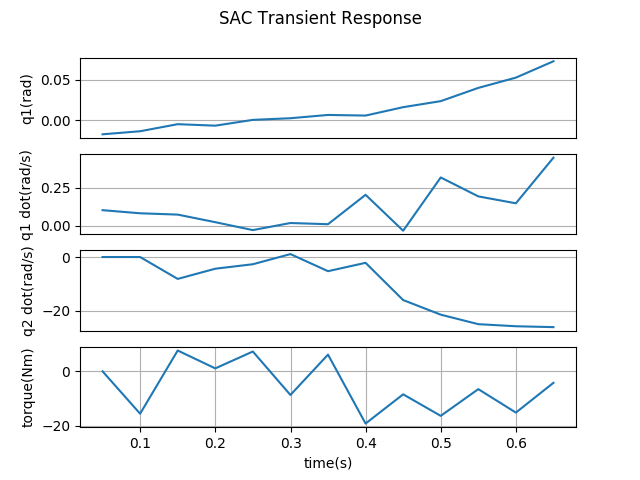 SAC Transient Response
q1(rad)
0.05
0.00
q1 dot(rad/s)
0.25
0.00
q2 dot(rad/s)
0
−20
torque(Nm)
0
−20
0.1 0.2 0.3 0.4 0.5 0.6
time(s)